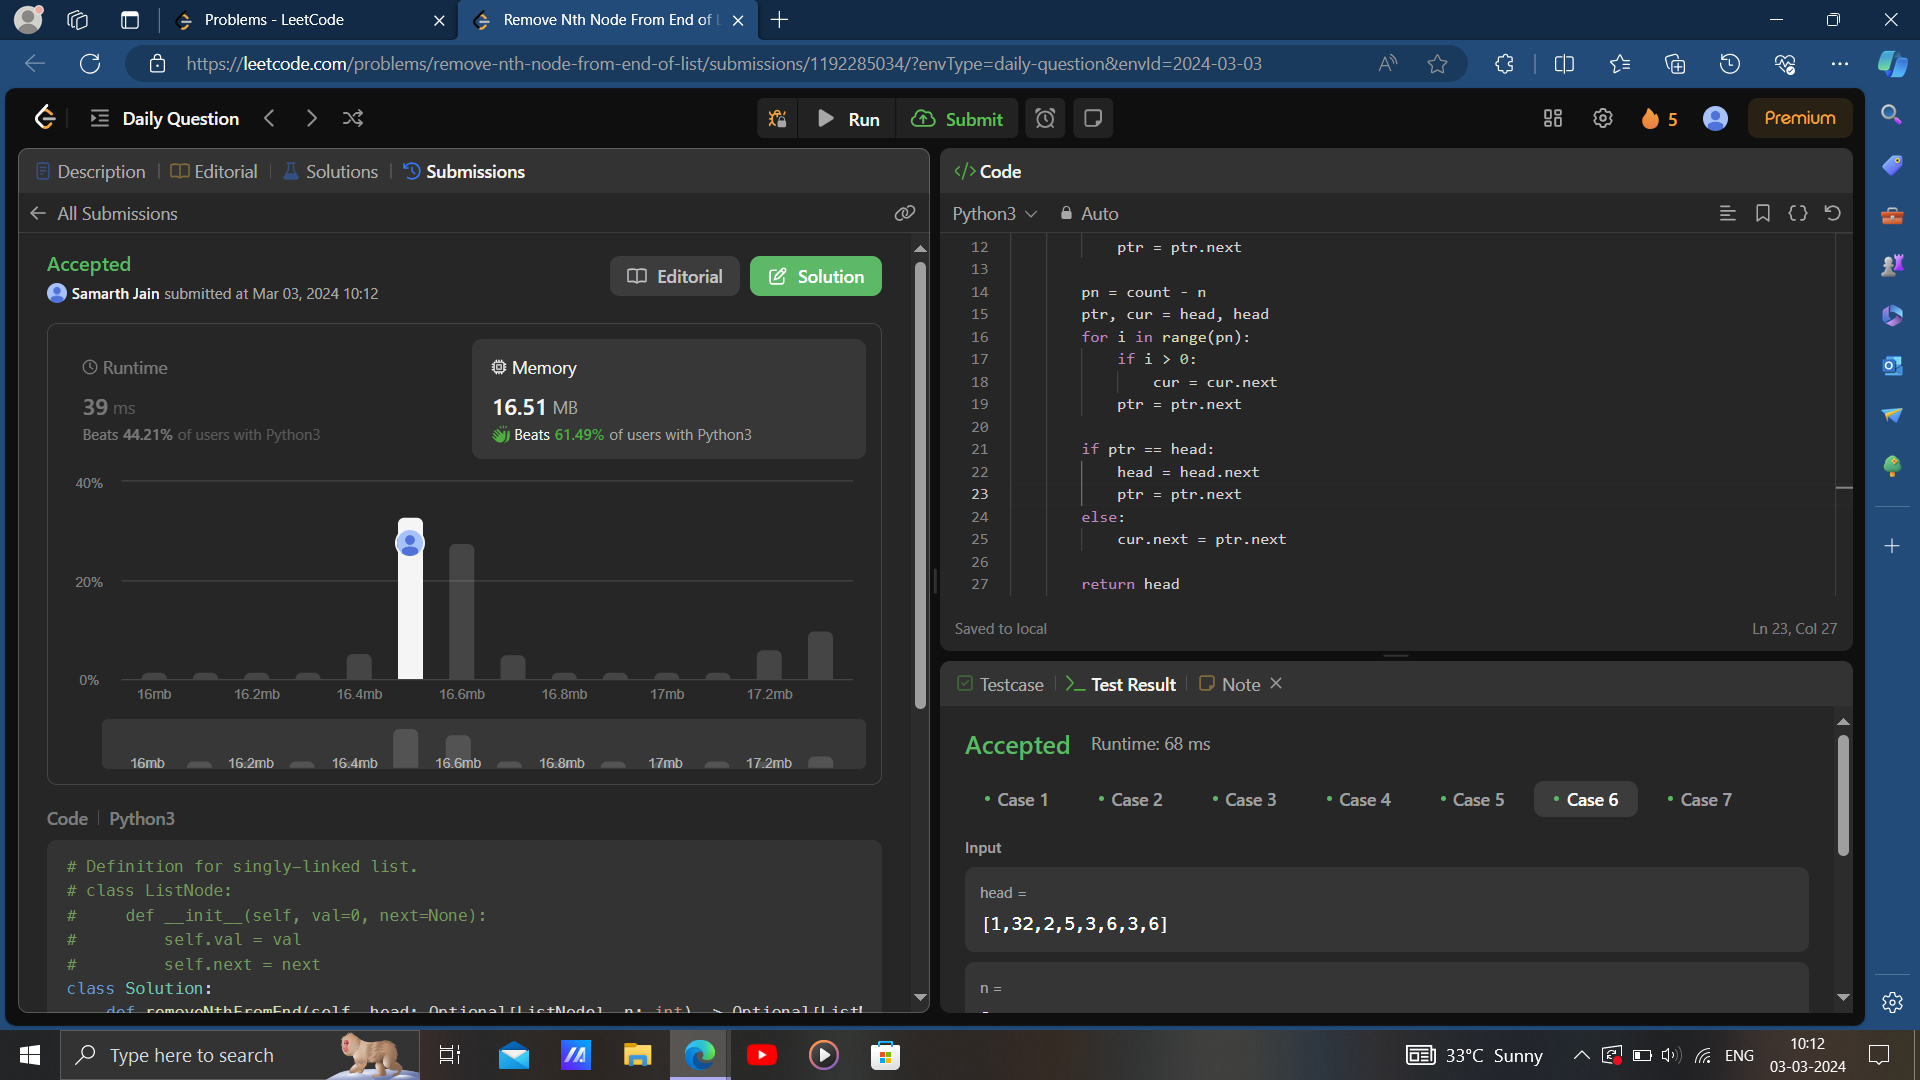 Problems - LeetCode
Remove Nth Node From End of L
https://leetcode.com/problems/remove-nth-node-from-end-of-list/submissions/1192285034/?envType=daily-question&envId=2024-03-03
Daily Question
Run
Submit
5
Premium
Description
Editorial
Solutions
Submissions
All Submissions
Accepted
Samarth Jain submitted at Mar 03, 2024 10:12
Editorial
Solution
Runtime
39 ms
Beats 44.21% of users with Python3
Memory
16.51 MB
Beats 61.49% of users with Python3
40%
20%
0%
16mb 16.2mb 16.4mb 16.6mb 16.8mb 17mb 17.2mb
16mb 16.2mb 16.4mb 16.6mb 16.8mb 17mb 17.2mb
Code | Python3
# Definition for singly-linked list.
# class ListNode:
#     def __init__(self, val=0, next=None):
#         self.val = val
#         self.next = next
class Solution:
    def removeNthFromEnd(self, head: Optional[ListNode], n: int) -> Optional[List
</> Code
Python3
Auto
12 ptr = ptr.next
13
14 pn = count - n
15 ptr, cur = head, head
16 for i in range(pn):
17     if i > 0:
18         cur = cur.next
19     ptr = ptr.next
20
21 if ptr == head:
22     head = head.next
23     ptr = ptr.next
24 else:
25     cur.next = ptr.next
26
27 return head
Saved to local
Ln 23, Col 27
Testcase
Test Result
Note
Accepted
Runtime: 68 ms
• Case 1
• Case 2
• Case 3
• Case 4
• Case 5
• Case 6
• Case 7
Input
head =
[1,32,2,5,3,6,3,6]
n =
Type here to search
33°C Sunny
ENG
10:12
03-03-2024